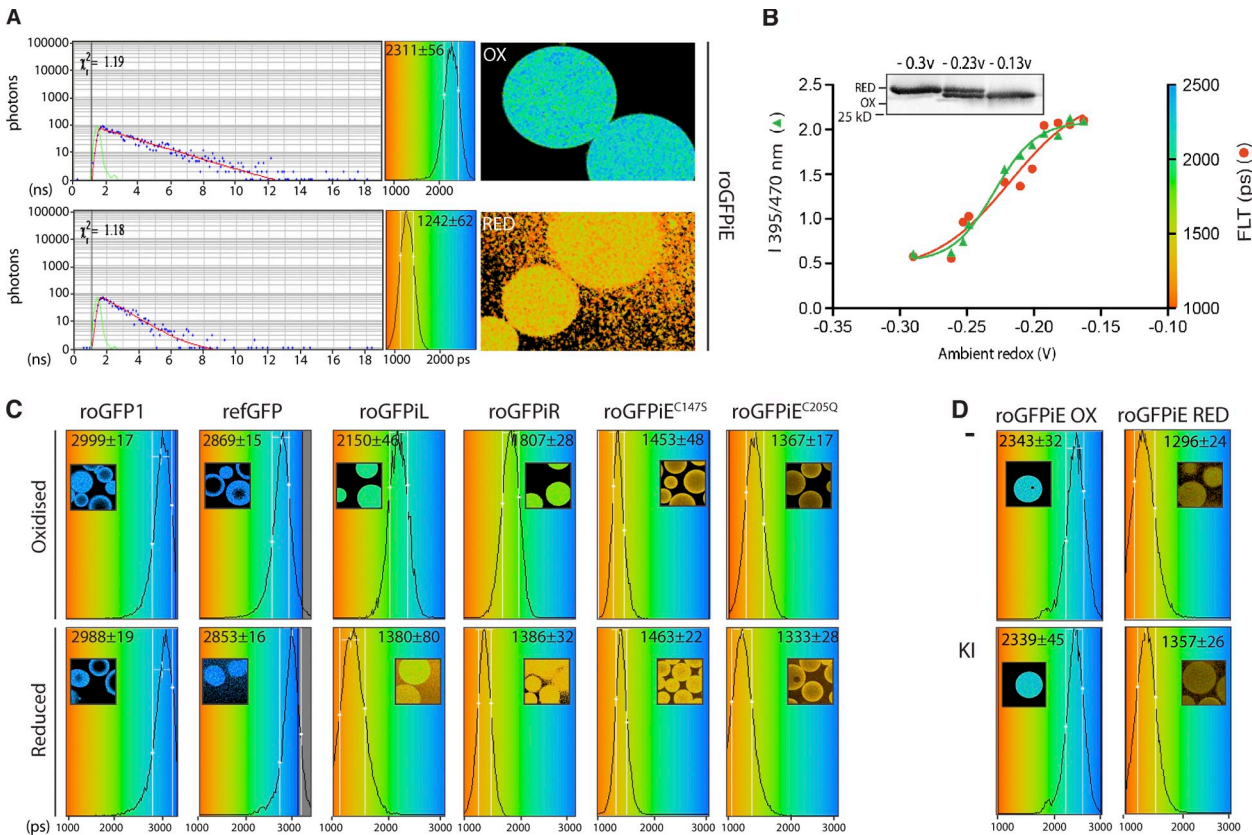 A
100000
10000
1000
100
10
0
photons
χr2 = 1.19
(ns) 0 2 4 6 8 10 12 14 16 18
2311±56
1000 2000
OX
100000
10000
1000
100
10
0
photons
χr2 = 1.18
(ns) 0 2 4 6 8 10 12 14 16 18
1242±62
1000 2000 ps
RED
roGFPiE
B
- 0.3v - 0.23v - 0.13v
RED
OX
25 kD
2.5
2.0
1.5
1.0
0.5
0.0
I 395/470 nm (▲)
-0.35 -0.30 -0.25 -0.20 -0.15 -0.10
Ambient redox (V)
2500
2000
1500
1000
FLT (ps) (●)
C
roGFP1 refGFP roGFPiL roGFPiR roGFPiEC147S roGFPiEC205Q
Oxidised
2999±17 2869±15 2150±46 1807±28 1453±48 1367±17
Reduced
2988±19 2853±16 1380±80 1386±32 1463±22 1333±28
(ps) 1000 2000 3000 1000 2000 3000 1000 2000 3000 1000 2000 3000 1000 2000 3000 1000 2000 3000
D
roGFPiE OX roGFPiE RED
-
2343±32 1296±24
KI
2339±45 1357±26
1000 2000 3000 1000 2000 3000